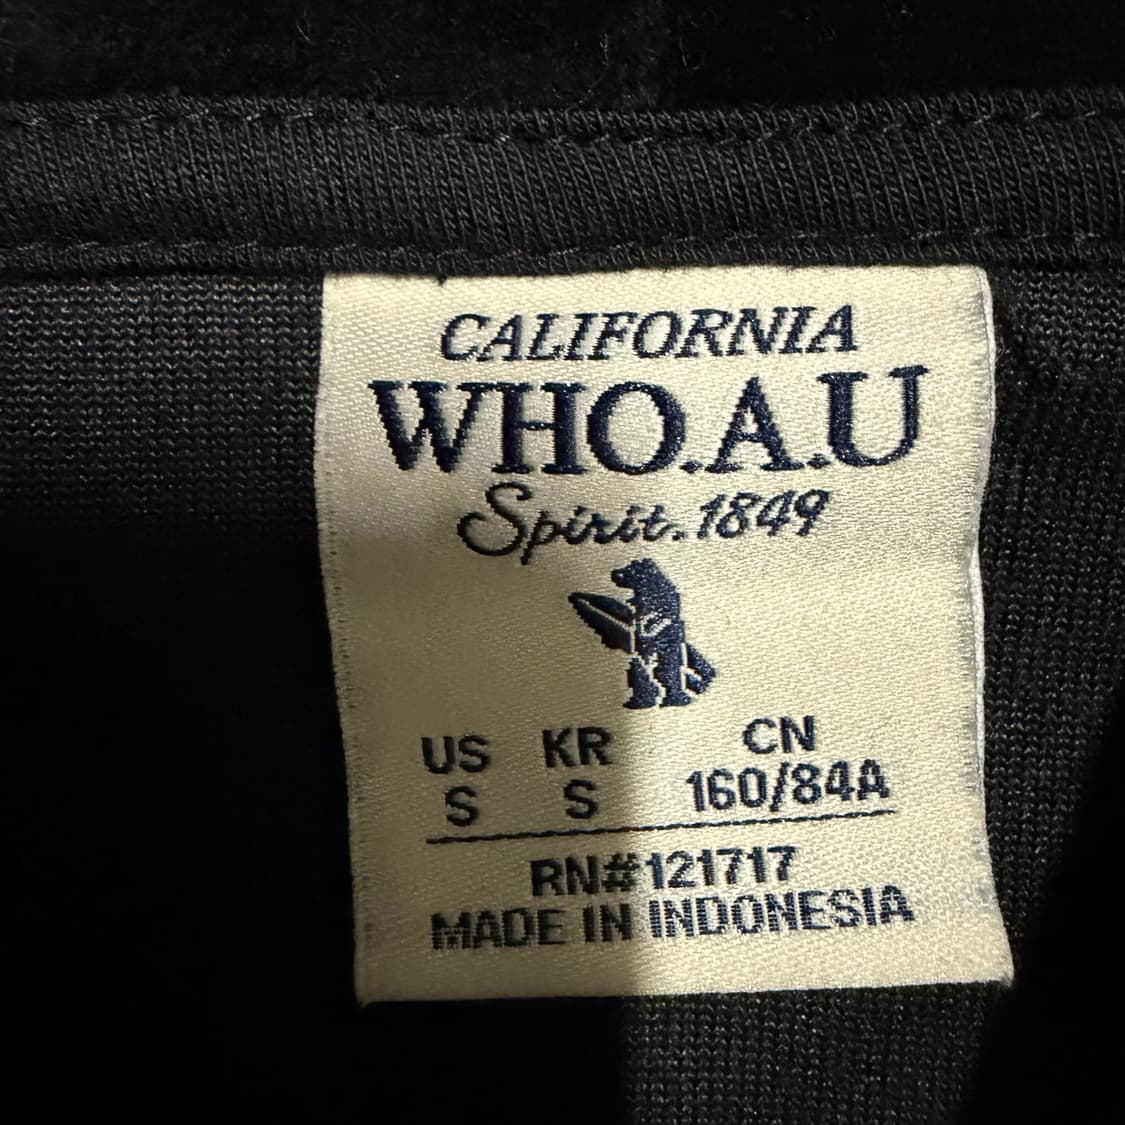 CALIFORNIA
WHO.A.U
Spirit.1849
US KR CN
S S 160/84A
RN#121717
MADE IN INDONESIA